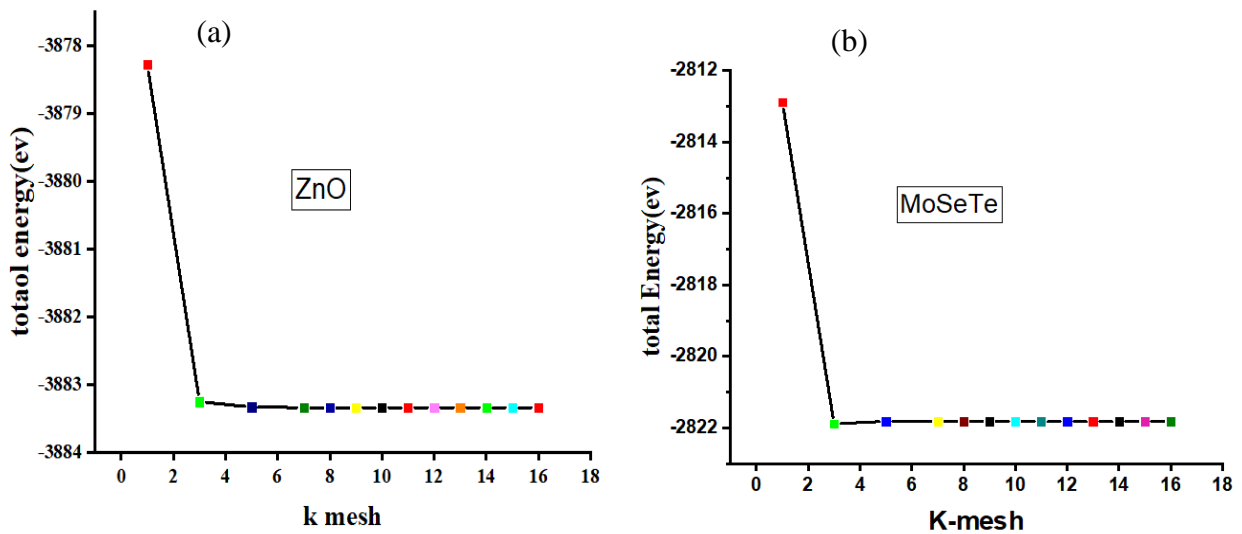 (a)
totaol energy(ev)
-3878
-3879
-3880
-3881
-3882
-3883
-3884
ZnO
0 2 4 6 8 10 12 14 16 18
k mesh
(b)
total Energy(ev)
-2812
-2814
-2816
-2818
-2820
-2822
MoSeTe
0 2 4 6 8 10 12 14 16 18
K-mesh